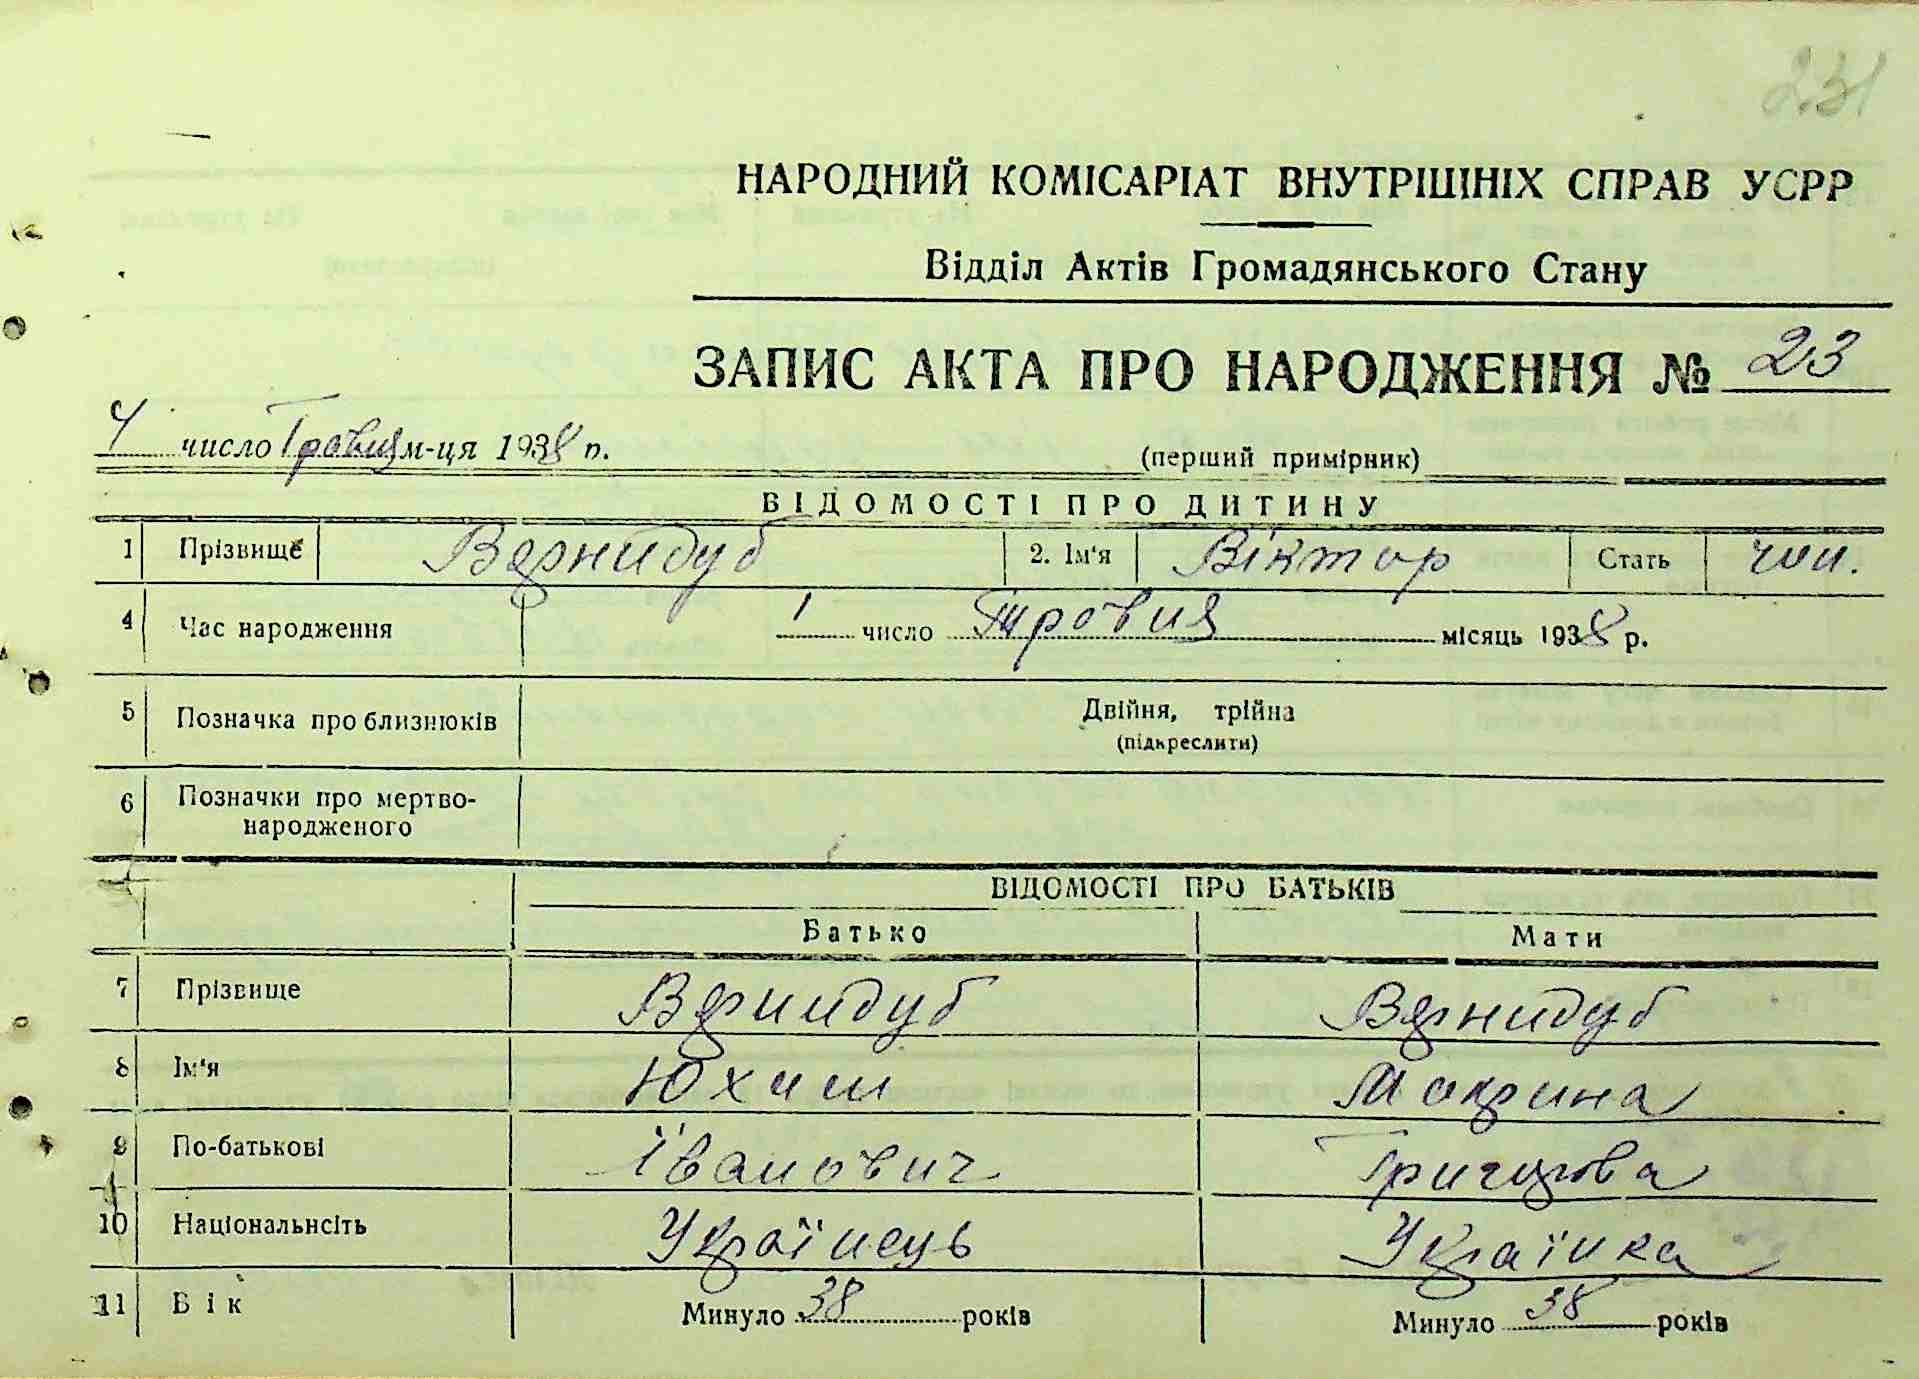 231
НАРОДНИЙ КОМІСАРІАТ ВНУТРІШНІХ СПРАВ УСРР
Відділ Актів Громадянського Стану
ЗАПИС АКТА ПРО НАРОДЖЕННЯ № 23
4 число Травня м-ця 1938 р.
(перший примірник)
ВІДОМОСТІ ПРО ДИТИНУ
1 Прізвище Вернидуб 2. Ім'я Віктор Стать чол.
4 Час народження 1 число Травня місяць 1938 р.
5 Позначка про близнюків Двійня, трійна
(підкреслити)
6 Позначки про мертво-
народженого
ВІДОМОСТІ ПРО БАТЬКІВ
Батько Мати
7 Прізвище Вернидуб Вернидуб
8 Ім'я Юхим Мокрина
9 По-батькові Іванович
10 Національнсіть Українець Українка
11 Вік Минуло 38 років Минуло 38 років